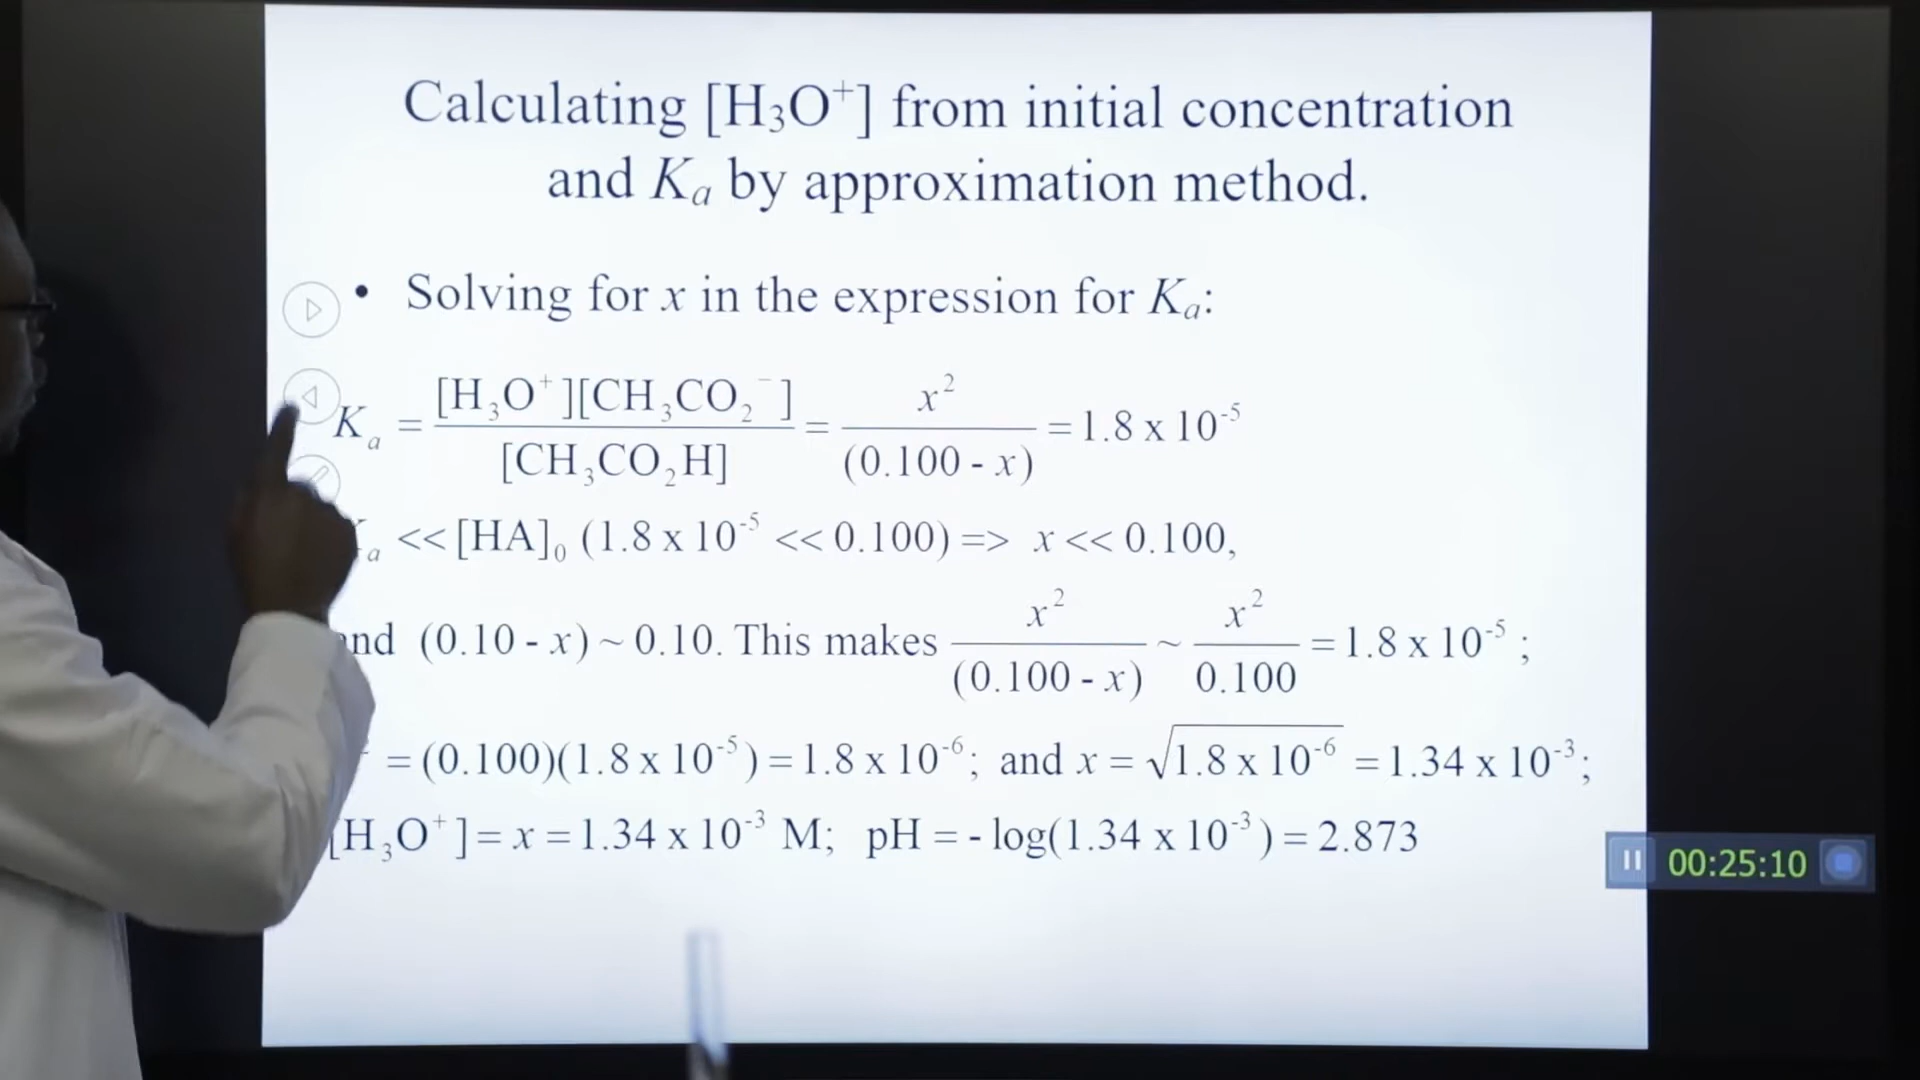 Calculating [H₃O⁺] from initial concentration
and Kₐ by approximation method.
• Solving for x in the expression for Kₐ:
Kₐ = [H₃O⁺][CH₃CO₂⁻] / [CH₃CO₂H] = x² / (0.100 - x) = 1.8 x 10⁻⁵
ₐ << [HA]₀ (1.8 x 10⁻⁵ << 0.100) => x << 0.100,
nd (0.10 - x) ~ 0.10. This makes x² / (0.100 - x) ~ x² / 0.100 = 1.8 x 10⁻⁵ ;
= (0.100)(1.8 x 10⁻⁵) = 1.8 x 10⁻⁶; and x = √1.8 x 10⁻⁶ = 1.34 x 10⁻³;
[H₃O⁺] = x = 1.34 x 10⁻³ M; pH = - log(1.34 x 10⁻³) = 2.873
00:25:10